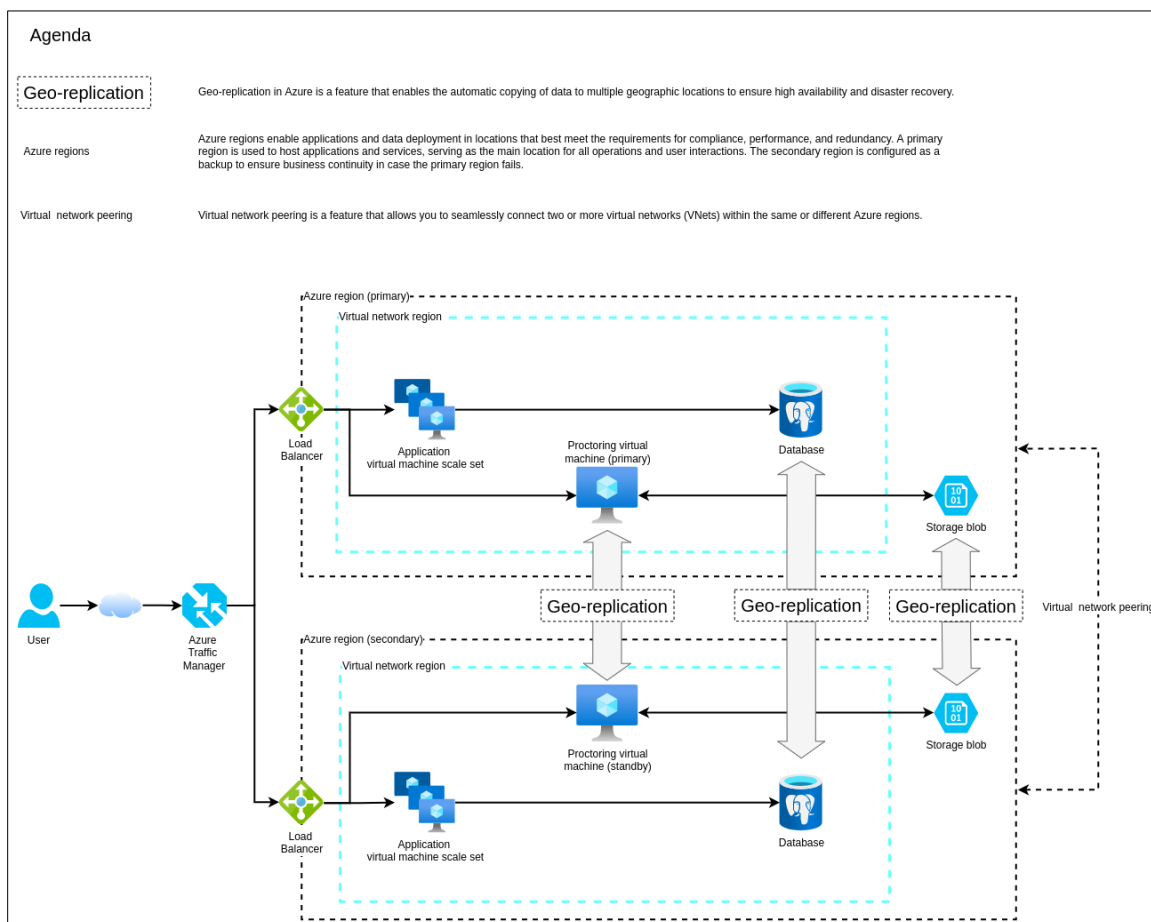 Agenda
Geo-replication
Geo-replication in Azure is a feature that enables the automatic copying of data to multiple geographic locations to ensure high availability and disaster recovery.
Azure regions
Azure regions enable applications and data deployment in locations that best meet the requirements for compliance, performance, and redundancy. A primary
region is used to host applications and services, serving as the main location for all operations and user interactions. The secondary region is configured as a
backup to ensure business continuity in case the primary region fails.
Virtual network peering
Virtual network peering is a feature that allows you to seamlessly connect two or more virtual networks (VNets) within the same or different Azure regions.
Azure region (primary)
Virtual network region
Load
Balancer
Application
virtual machine scale set
Proctoring virtual
machine (primary)
Database
10
01
Storage blob
User
Azure
Traffic
Manager
Geo-replication
Geo-replication
Geo-replication
Virtual network peering
Azure region (secondary)
Virtual network region
Proctoring virtual
machine (standby)
10
01
Storage blob
Load
Balancer
Application
virtual machine scale set
Database